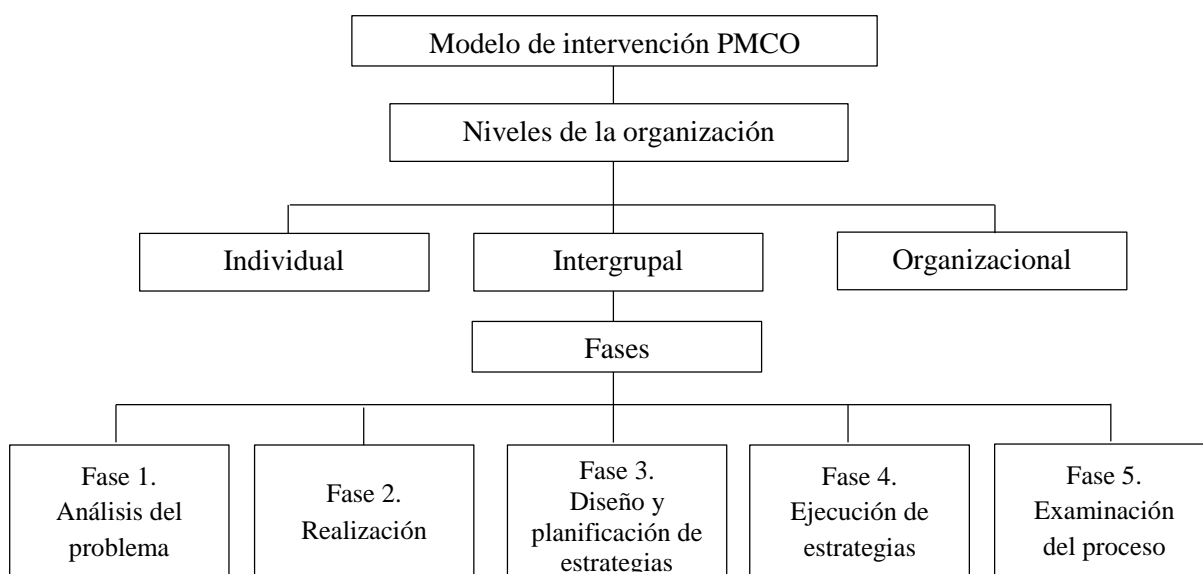 Modelo de intervención PMCO
Niveles de la organización
Individual
Intergrupal
Organizacional
Fases
Fase 1.
Análisis del
problema
Fase 2.
Realización
Fase 3.
Diseño y
planificación de
estrategias
Fase 4.
Ejecución de
estrategias
Fase 5.
Examinación
del proceso